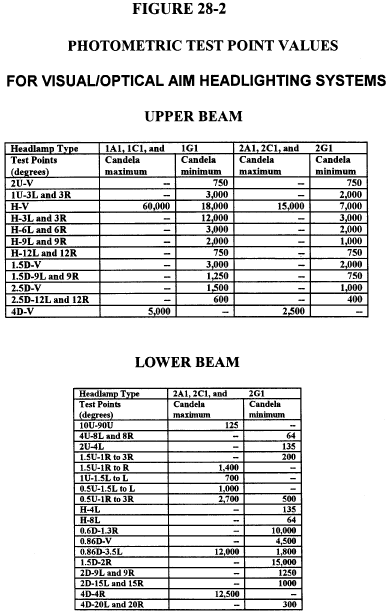 FIGURE 28-2
PHOTOMETRIC TEST POINT VALUES
FOR VISUAL/OPTICAL AIM HEADLIGHTING SYSTEMS
UPPER BEAM
Headlamp Type 1A1, 1C1, and 1G1 2A1, 2C1, and 2G1
Test Points Candela Candela Candela Candela
(degrees) maximum minimum maximum minimum
2U-V -- 750 -- 750
1U-3L and 3R -- 3,000 -- 2,000
H-V 60,000 18,000 15,000 7,000
H-3L and 3R -- 12,000 -- 3,000
H-6L and 6R -- 3,000 -- 2,000
H-9L and 9R -- 2,000 -- 1,000
H-12L and 12R -- 750 -- 750
1.5D-V -- 3,000 -- 2,000
1.5D-9L and 9R -- 1,250 -- 750
2.5D-V -- 1,500 -- 1,000
2.5D-12L and 12R -- 600 -- 400
4D-V 5,000 -- 2,500 --
LOWER BEAM
Headlamp Type 2A1, 2C1, and 2G1
Test Points Candela Candela
(degrees) maximum minimum
10U-90U 125 --
4U-8L and 8R -- 64
2U-4L -- 135
1.5U-1R to 3R -- 200
1.5U-1R to R 1,400 --
1U-1.5L to L 700 --
0.5U-1.5L to L 1,000 --
0.5U-1R to 3R 2,700 500
H-4L -- 135
H-8L -- 64
0.6D-1.3R -- 10,000
0.86D-V -- 4,500
0.86D-3.5L 12,000 1,800
1.5D-2R -- 15,000
2D-9L and 9R -- 1250
2D-15L and 15R -- 1000
4D-4R 12,500 --
4D-20L and 20R -- 300